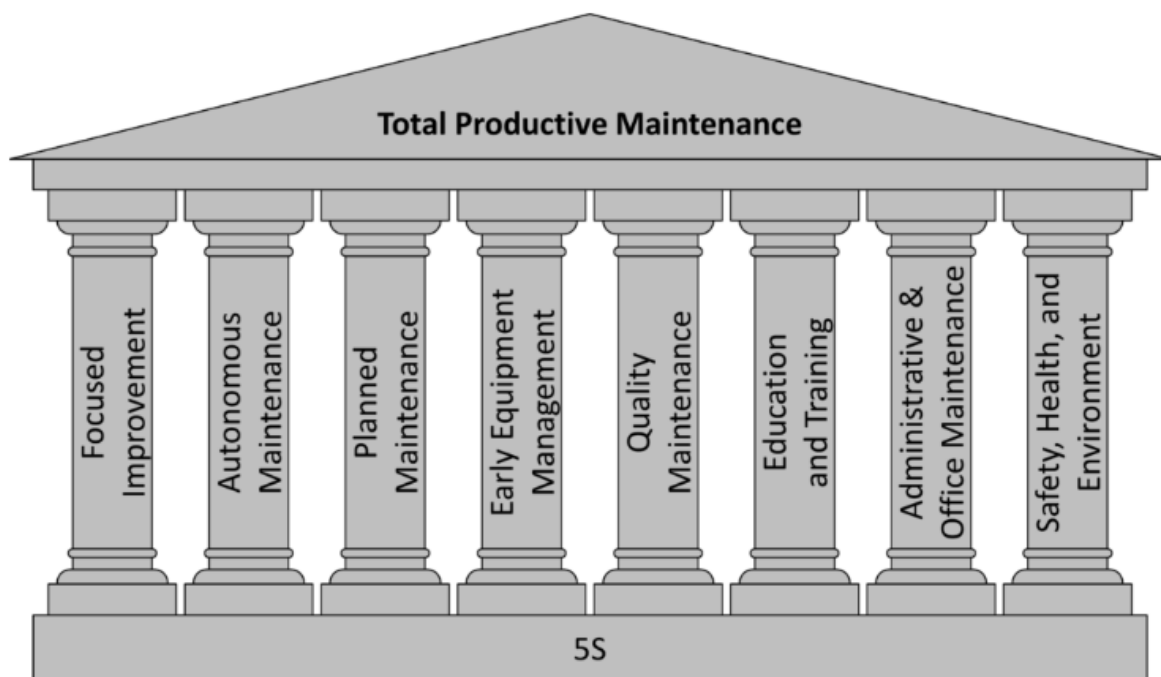 Total Productive Maintenance
Focused
Improvement
Autonomous
Maintenance
Planned
Maintenance
Early Equipment
Management
Quality
Maintenance
Education
and Training
Administrative &
Office Maintenance
Safety, Health, and
Environment
5S